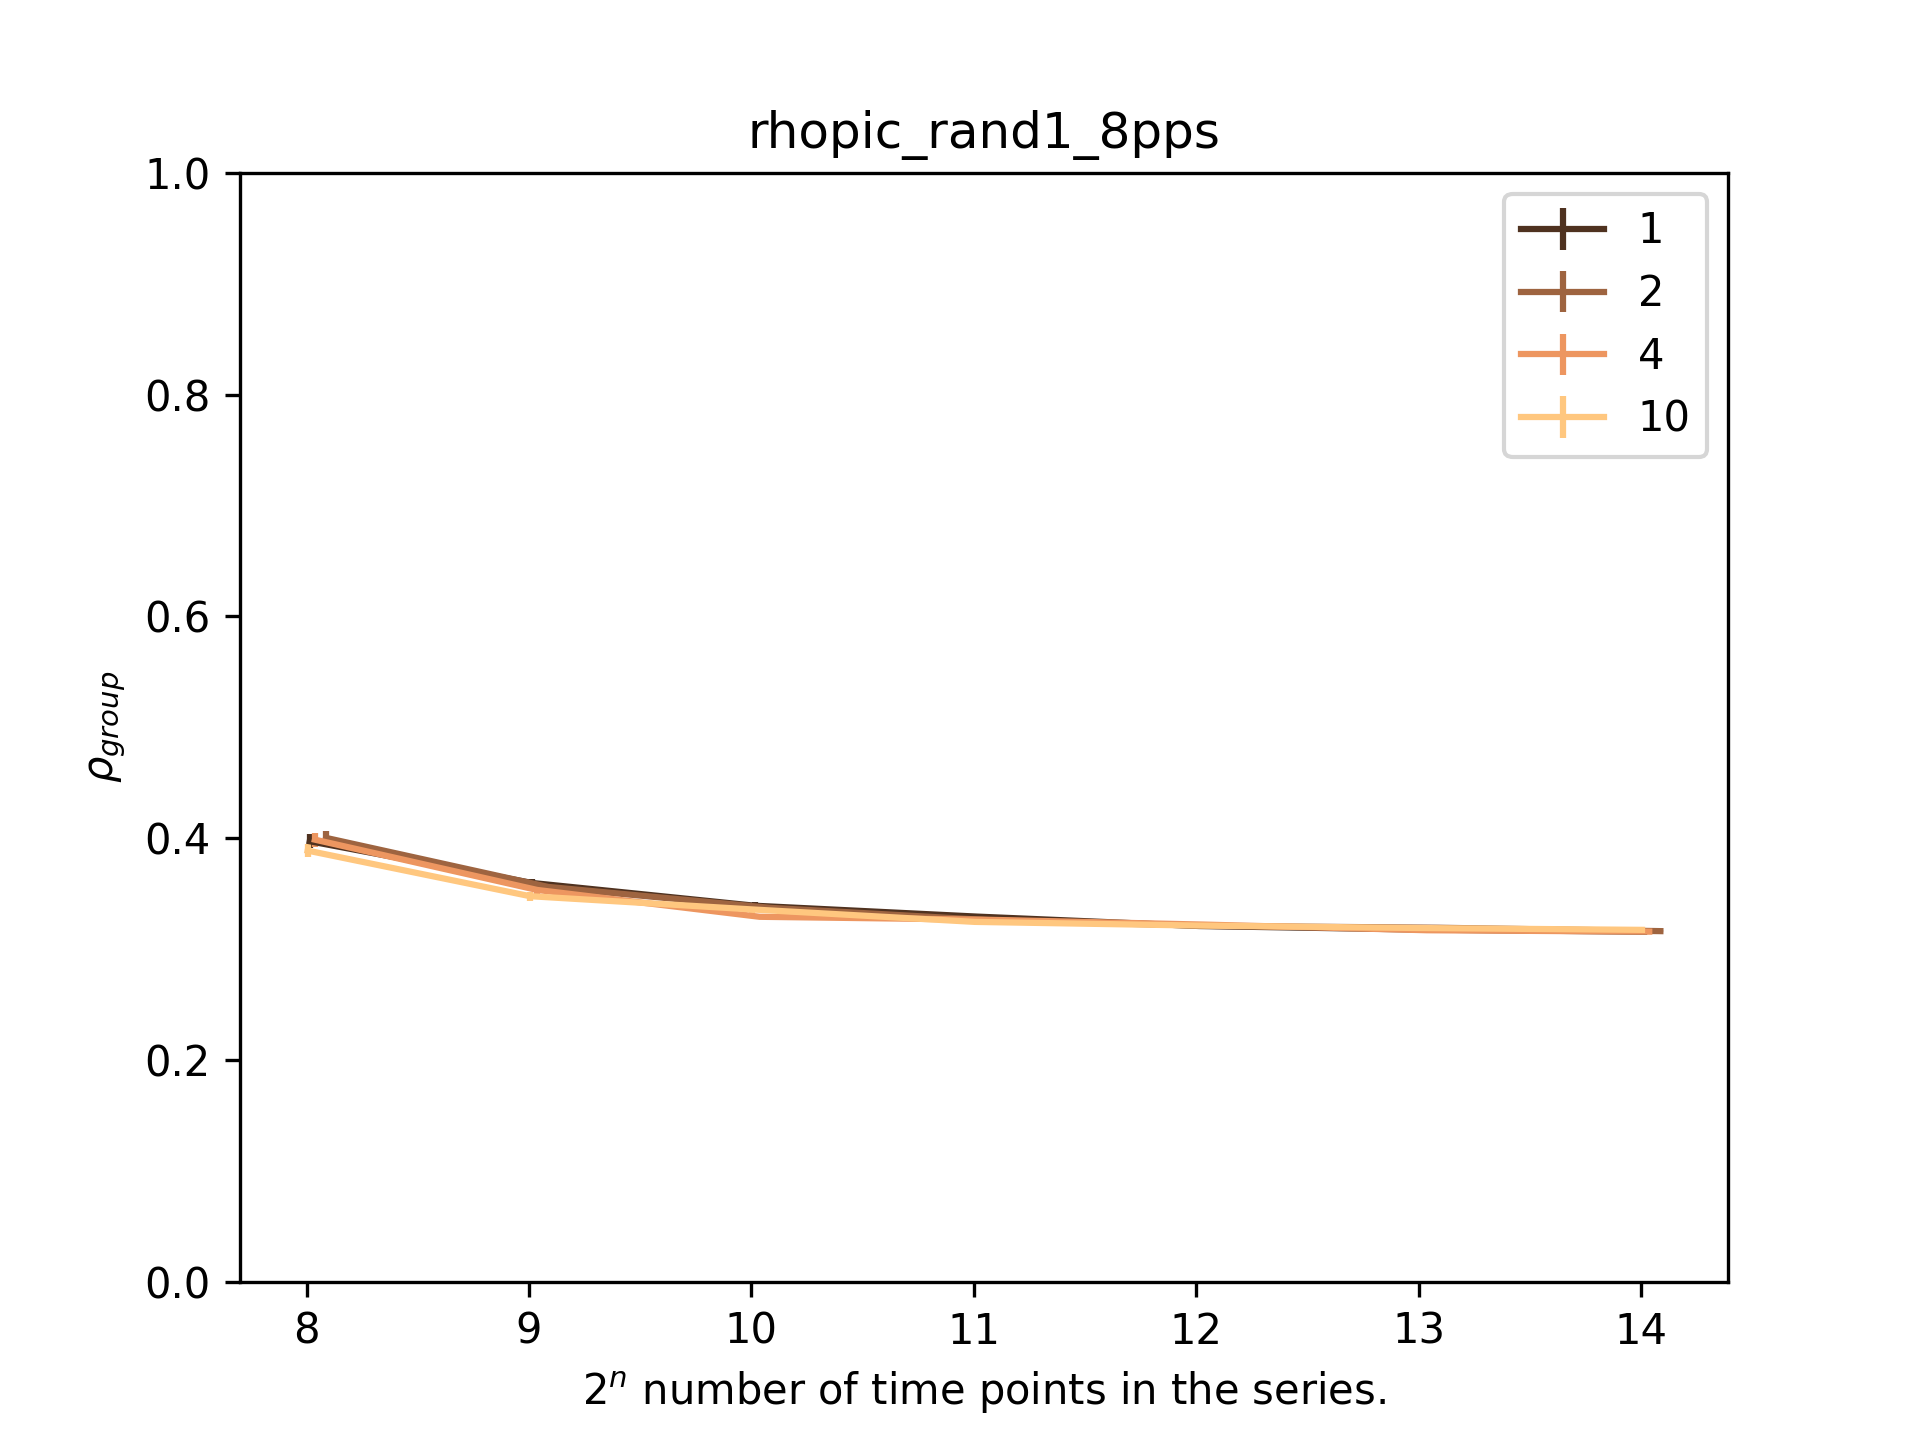 rhopic_rand1_8pps
1.0
0.8
0.6
0.4
0.2
0.0
ρ_group
1
2
4
10
8 9 10 11 12 13 14
2ⁿ number of time points in the series.